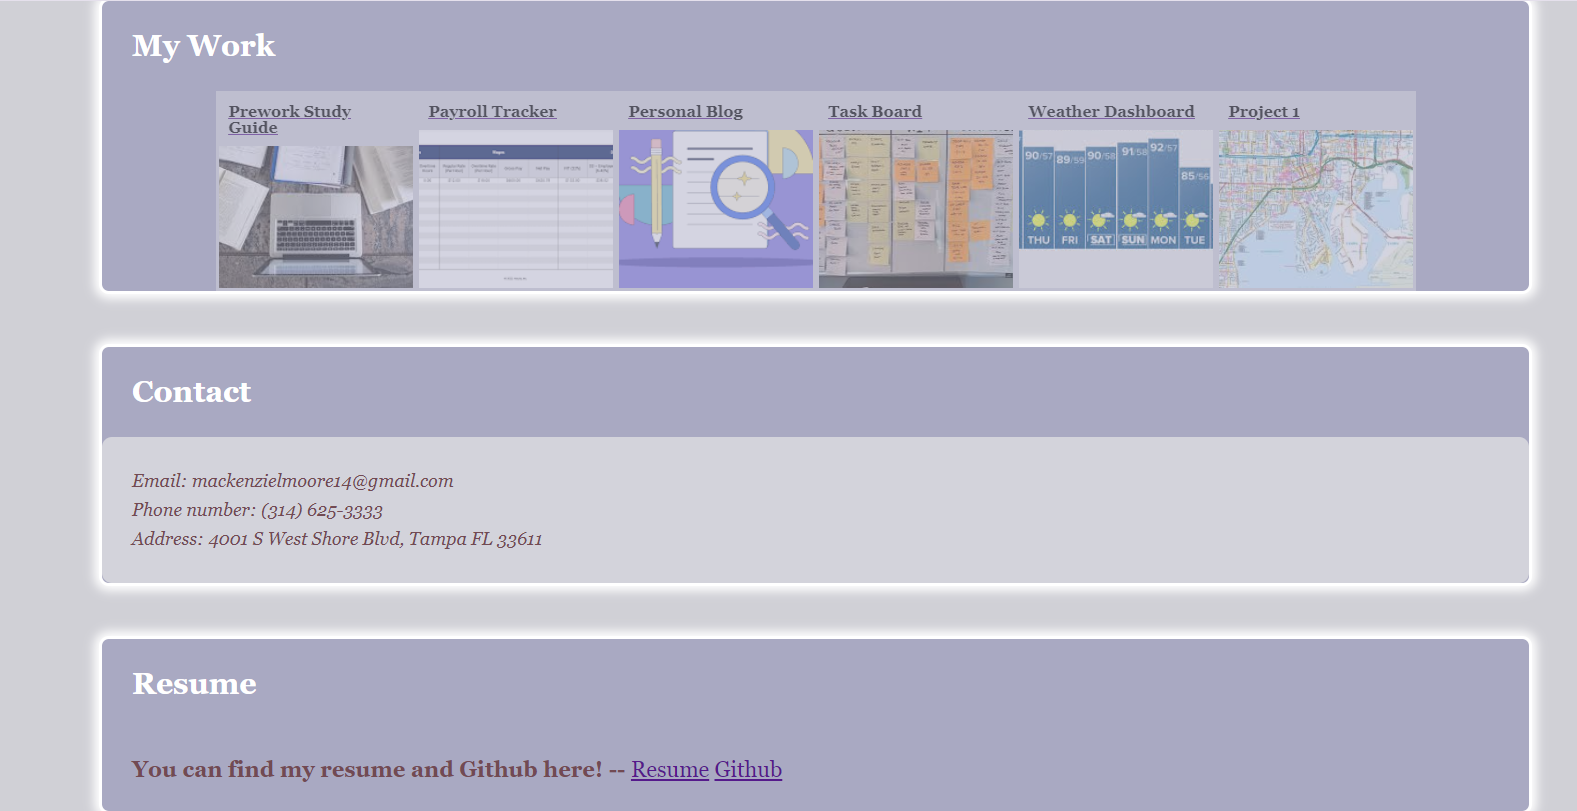 My Work
Prework Study
Guide
Payroll Tracker
Personal Blog
Task Board
Weather Dashboard
Project 1
90/57
89/59
90/58
91/58
92/57
85/56
THU
FRI
SAT
SUN
MON
TUE
Contact
Email: mackenzielmoore14@gmail.com
Phone number: (314) 625-3333
Address: 4001 S West Shore Blvd, Tampa FL 33611
Resume
You can find my resume and Github here! -- Resume Github